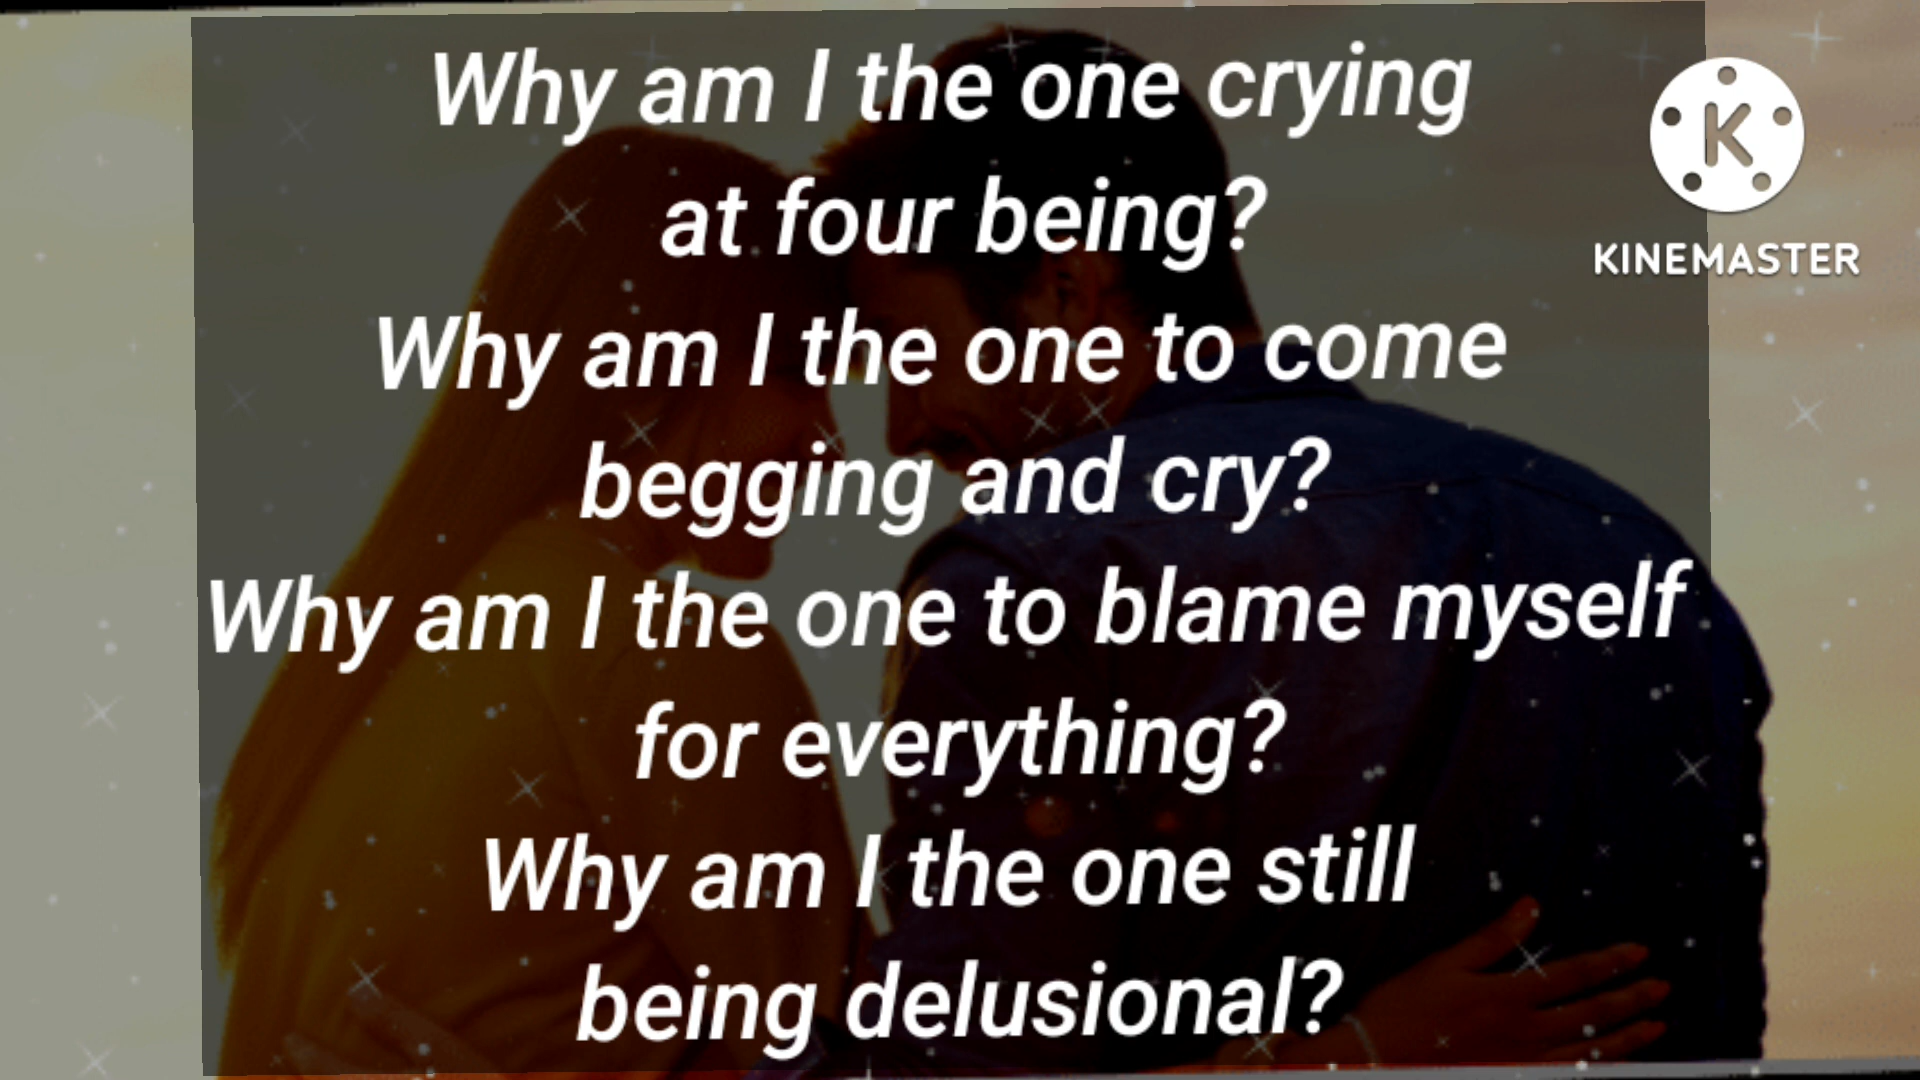 Why am I the one crying
at four being?
Why am I the one to come
begging and cry?
Why am I the one to blame myself
for everything?
Why am I the one still
being delusional?
K
KINEMASTER